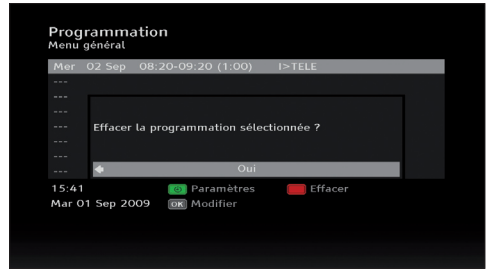 Programmation
Menu général
Mer 02 Sep 08:20-09:20 (1:00) I>TELE
---
---
---
---
---
---
---
Effacer la programmation sélectionnée ?
Oui
15:41 Paramètres Effacer
Mar 01 Sep 2009 OK Modifier